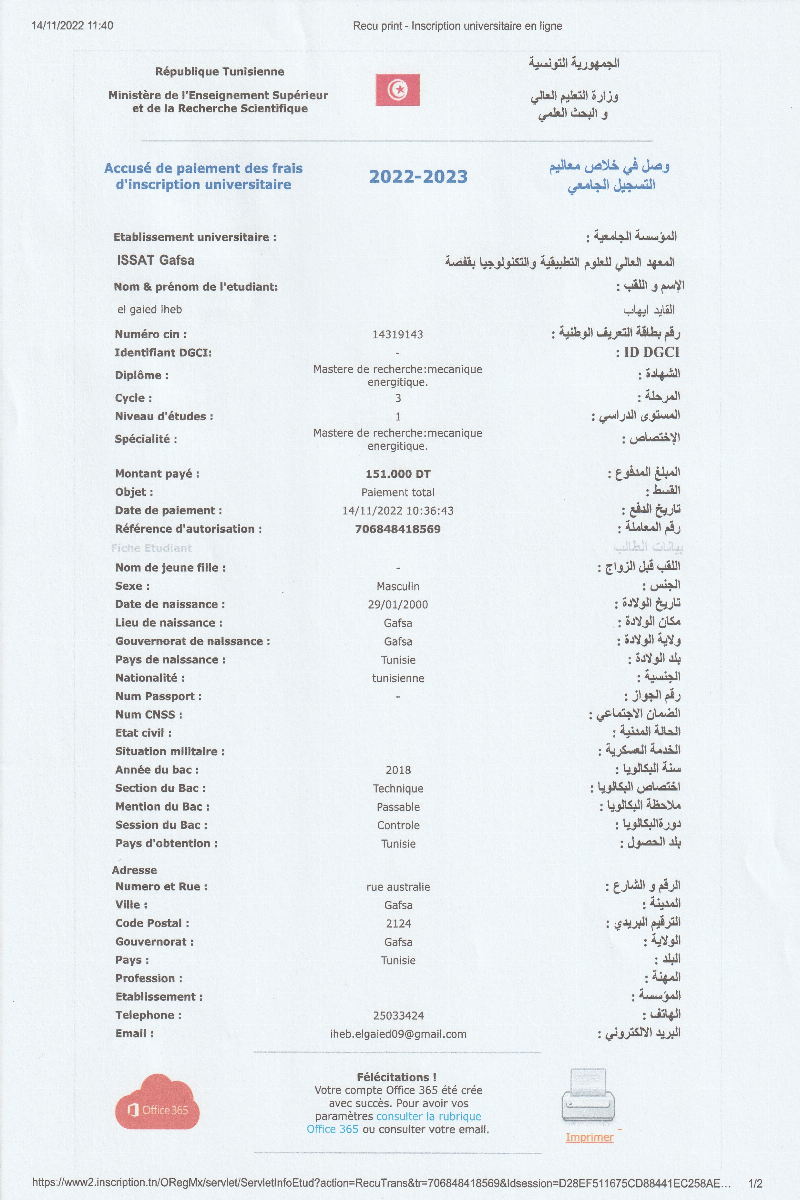 14/11/2022 11:40 Recu print - Inscription universitaire en ligne
République Tunisienne الجمهورية التونسية
Ministère de l'Enseignement Supérieur وزارة التعليم العالي
et de la Recherche Scientifique و البحث العلمي
Accusé de paiement des frais 2022-2023 وصل في خلاص معاليم
d'inscription universitaire التسجيل الجامعي
Etablissement universitaire : المؤسسة الجامعية :
ISSAT Gafsa المعهد العالي للعلوم التطبيقية والتكنولوجيا بقفصة
Nom & prénom de l'etudiant: الإسم و اللقب :
el gaied iheb القايد ايهاب
Numéro cin : 14319143 رقم بطاقة التعريف الوطنية :
Identifiant DGCI: - ID DGCI :
Diplôme : Mastere de recherche:mecanique الشهادة :
energitique.
Cycle : 3 المرحلة :
Niveau d'études : 1 المستوى الدراسي :
Spécialité : Mastere de recherche:mecanique الإختصاص :
energitique.
Montant payé : 151.000 DT المبلغ المدفوع :
Objet : Paiement total القسط :
Date de paiement : 14/11/2022 10:36:43 تاريخ الدفع :
Référence d'autorisation : 706848418569 رقم المعاملة :
Fiche Etudiant بيانات الطالب
Nom de jeune fille : - اللقب قبل الزواج :
Sexe : Masculin الجنس :
Date de naissance : 29/01/2000 تاريخ الولادة :
Lieu de naissance : Gafsa مكان الولادة :
Gouvernorat de naissance : Gafsa ولاية الولادة :
Pays de naissance : Tunisie بلد الولادة :
Nationalité : tunisienne الجنسية :
Num Passport : - رقم الجواز :
Num CNSS : الضمان الاجتماعي :
Etat civil : الحالة المدنية :
Situation militaire : الخدمة العسكرية :
Année du bac : 2018 سنة البكالويا :
Section du Bac : Technique اختصاص البكالويا :
Mention du Bac : Passable ملاحظة البكالويا :
Session du Bac : Controle دورةالبكالويا :
Pays d'obtention : Tunisie بلد الحصول :
Adresse
Numero et Rue : rue australie الرقم و الشارع :
Ville : Gafsa المدينة :
Code Postal : 2124 الترقيم البريدي :
Gouvernorat : Gafsa الولاية :
Pays : Tunisie البلد :
Profession : المهنة :
Etablissement : المؤسسة :
Telephone : 25033424 الهاتف :
Email : iheb.elgaied09@gmail.com البريد الالكتروني :
Félécitations !
Votre compte Office 365 été crée
avec succès. Pour avoir vos
paramètres consulter la rubrique
Office 365 ou consulter votre email.
Office 365
Imprimer
https://www2.inscription.tn/ORegMx/servlet/ServletInfoEtud?action=RecuTrans&tr=706848418569&Idsession=D28EF511675CD88441EC258AE... 1/2